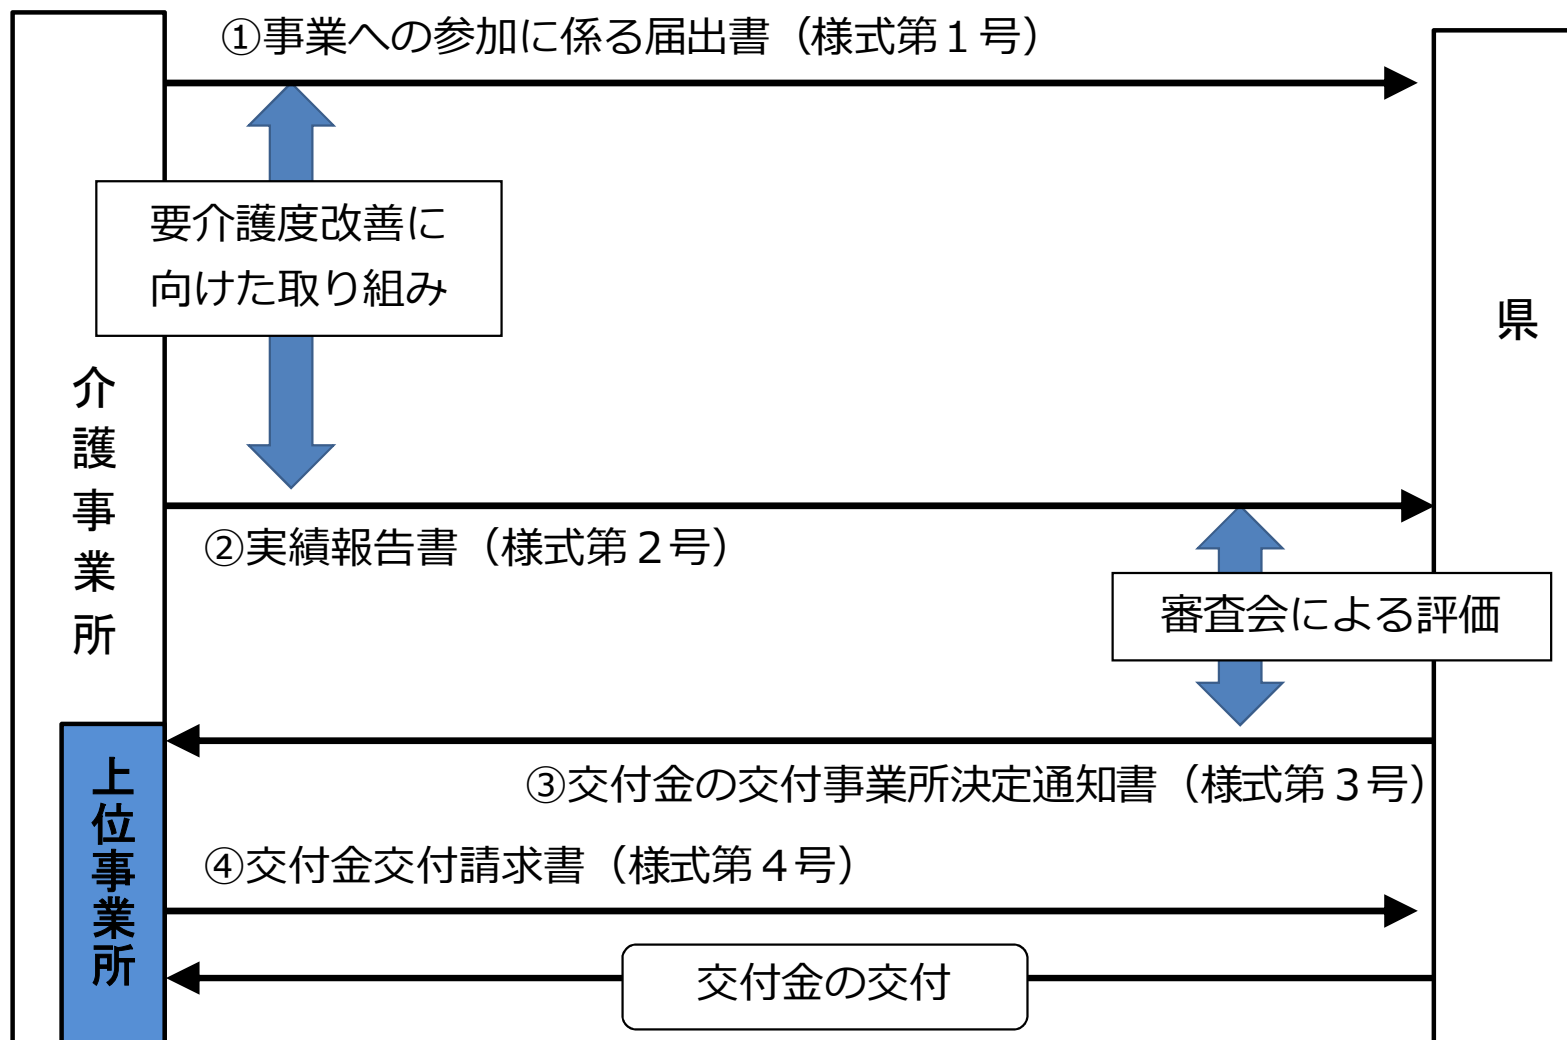 ①事業への参加に係る届出書（様式第１号）
要介護度改善に
向けた取り組み
県
介護事業所
②実績報告書（様式第２号）
審査会による評価
③交付金の交付事業所決定通知書（様式第３号）
上位事業所
④交付金交付請求書（様式第４号）
交付金の交付